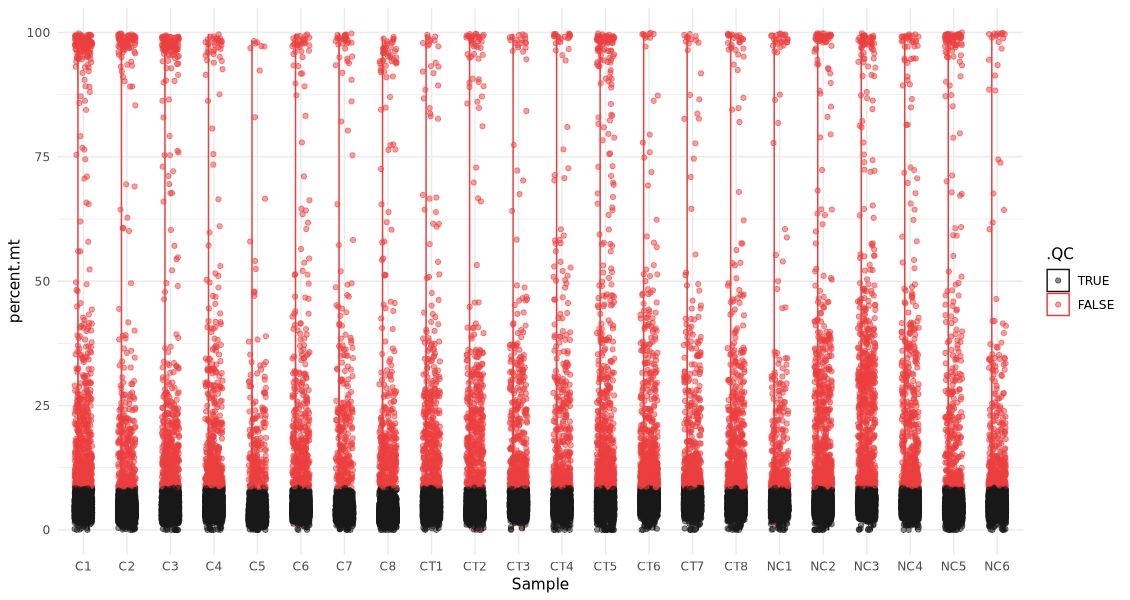 100
75
50
25
0
percent.mt
C1 C2 C3 C4 C5 C6 C7 C8 CT1 CT2 CT3 CT4 CT5 CT6 CT7 CT8 NC1 NC2 NC3 NC4 NC5 NC6
Sample
.QC
TRUE
FALSE